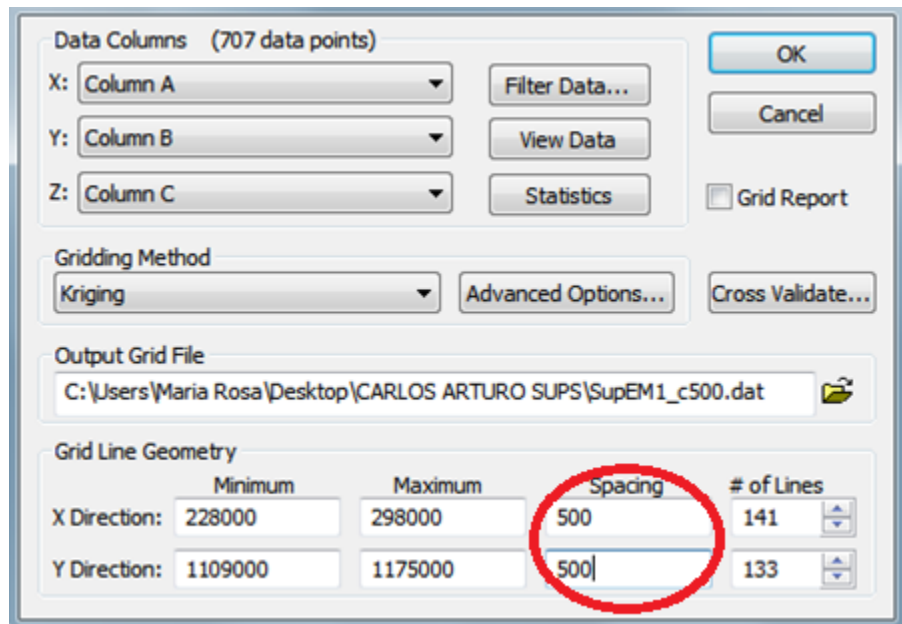 Data Columns (707 data points)
OK
X: Column A
Filter Data...
Cancel
Y: Column B
View Data
Z: Column C
Statistics
Grid Report
Gridding Method
Kriging
Advanced Options...
Cross Validate...
Output Grid File
C:\Users\Maria Rosa\Desktop\CARLOS ARTURO SUPS\SupEM1_c500.dat
Grid Line Geometry
Minimum Maximum Spacing # of Lines
X Direction: 228000 298000 500 141
Y Direction: 1109000 1175000 500 133